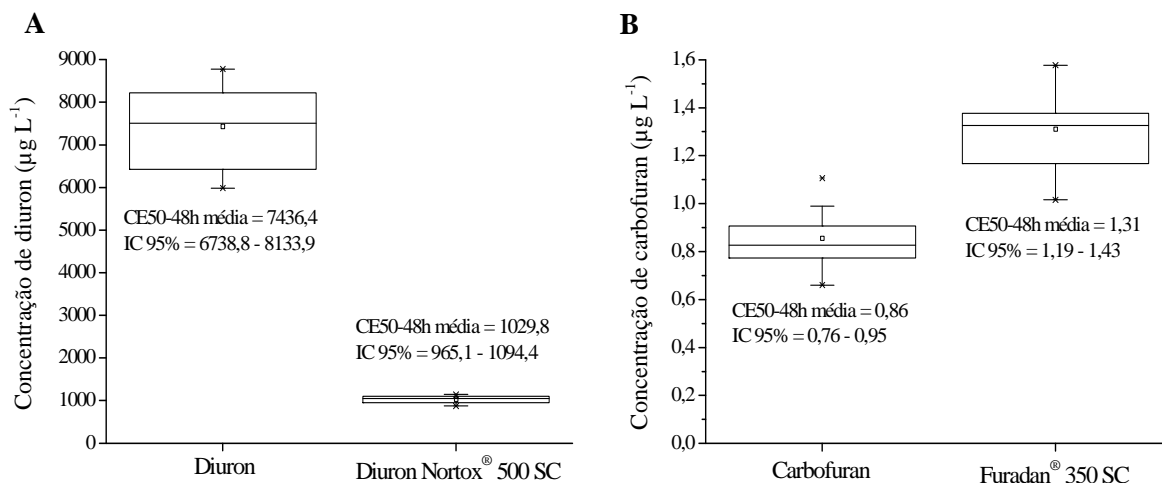 A
Concentração de diuron (µg L⁻¹)
9000
8000
7000
6000
5000
4000
3000
2000
1000
0
CE50-48h média = 7436,4
IC 95% = 6738,8 - 8133,9
CE50-48h média = 1029,8
IC 95% = 965,1 - 1094,4
Diuron
Diuron Nortox® 500 SC
B
Concentração de carbofuran (µg L⁻¹)
1,6
1,4
1,2
1,0
0,8
0,6
0,4
0,2
0,0
CE50-48h média = 0,86
IC 95% = 0,76 - 0,95
CE50-48h média = 1,31
IC 95% = 1,19 - 1,43
Carbofuran
Furadan® 350 SC